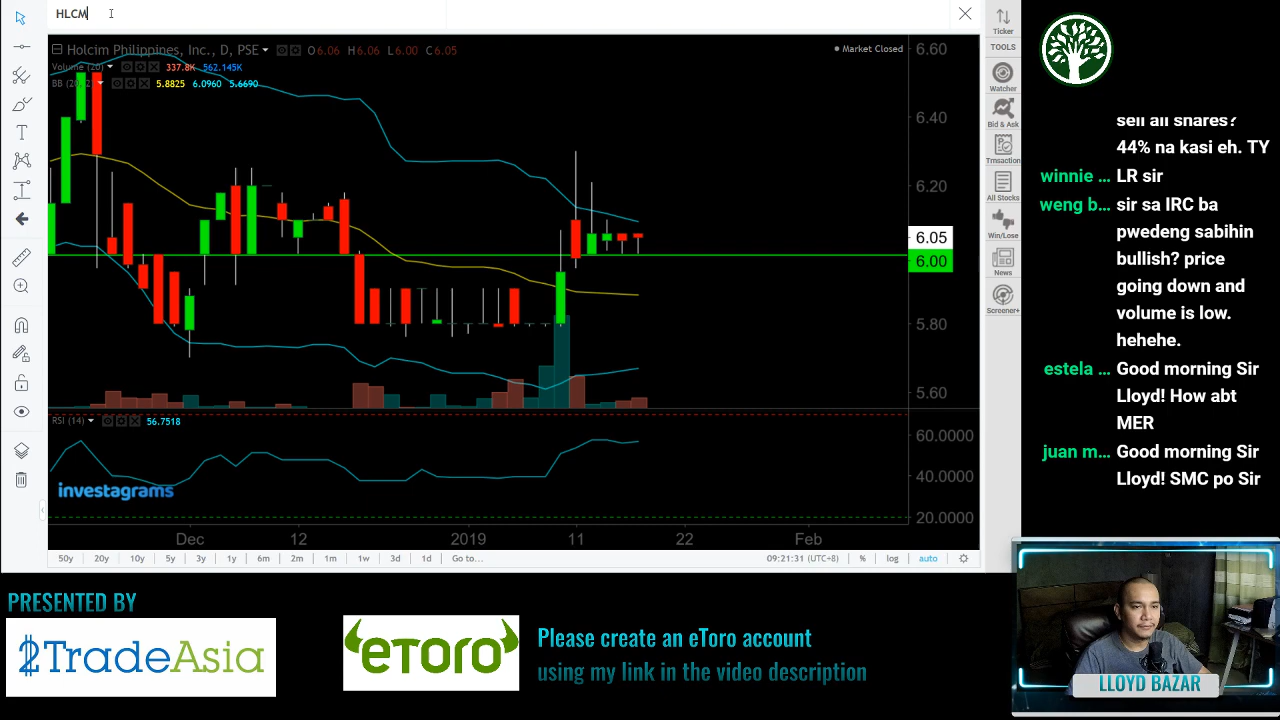 HLCM
Holcim Philippines, Inc., D, PSE
O6.06 H6.06 L6.00 C6.05
Market Closed
Volume (20) 337.8K 562.145K
BB (20, 2) 5.8825 6.0960 5.6690
6.60
6.40
6.20
6.05
6.00
5.80
5.60
RSI (14) 56.7518
60.0000
40.0000
20.0000
investagrams
Dec 12 2019 11 22 Feb
50y 20y 10y 5y 3y 1y 6m 2m 1m 1w 3d 1d Go to...
09:21:31 (UTC+8) % log auto
Ticker
TOOLS
Watcher
Bid & Ask
Trnsaction
All Stocks
Win/Lose
News
Screener+
sell all shares?
44% na kasi eh. TY
winnie ... LR sir
weng b... sir sa IRC ba
pwedeng sabihin
bullish? price
going down and
volume is low.
hehehe.
estela ... Good morning Sir
Lloyd! How abt
MER
juan m... Good morning Sir
Lloyd! SMC po Sir
PRESENTED BY
2TradeAsia
eToro
Please create an eToro account
using my link in the video description
LLOYD BAZAR